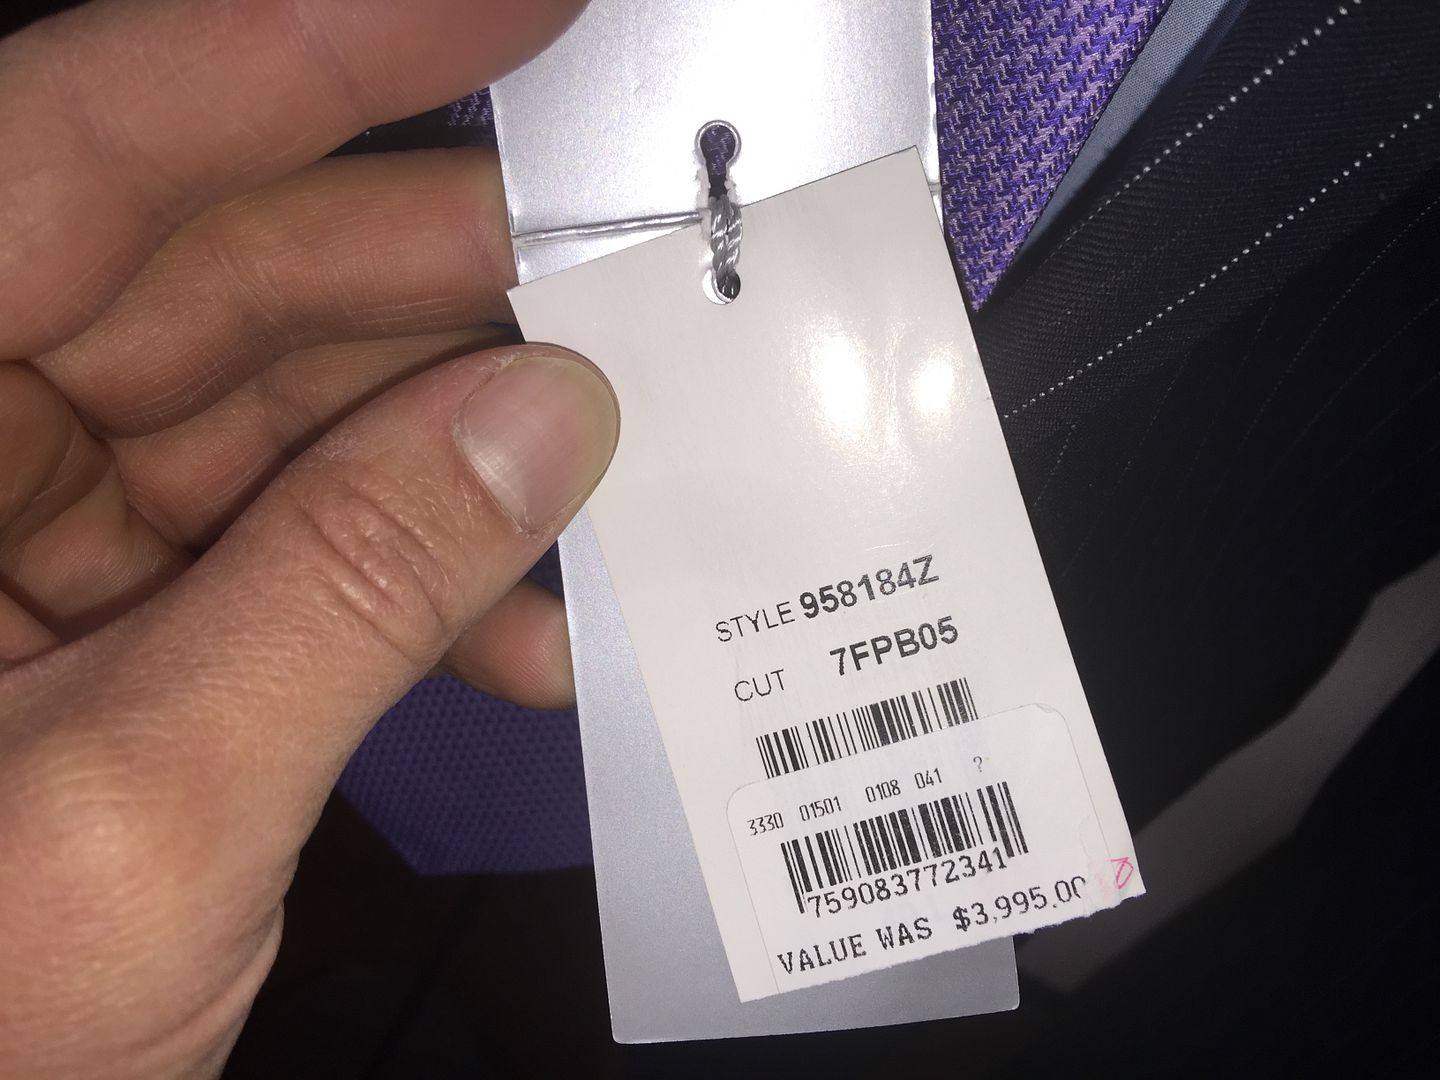 STYLE 958184Z
CUT 7FPB05
3330 01501 0108 041 ?
759083772341
VALUE WAS $3,995.00